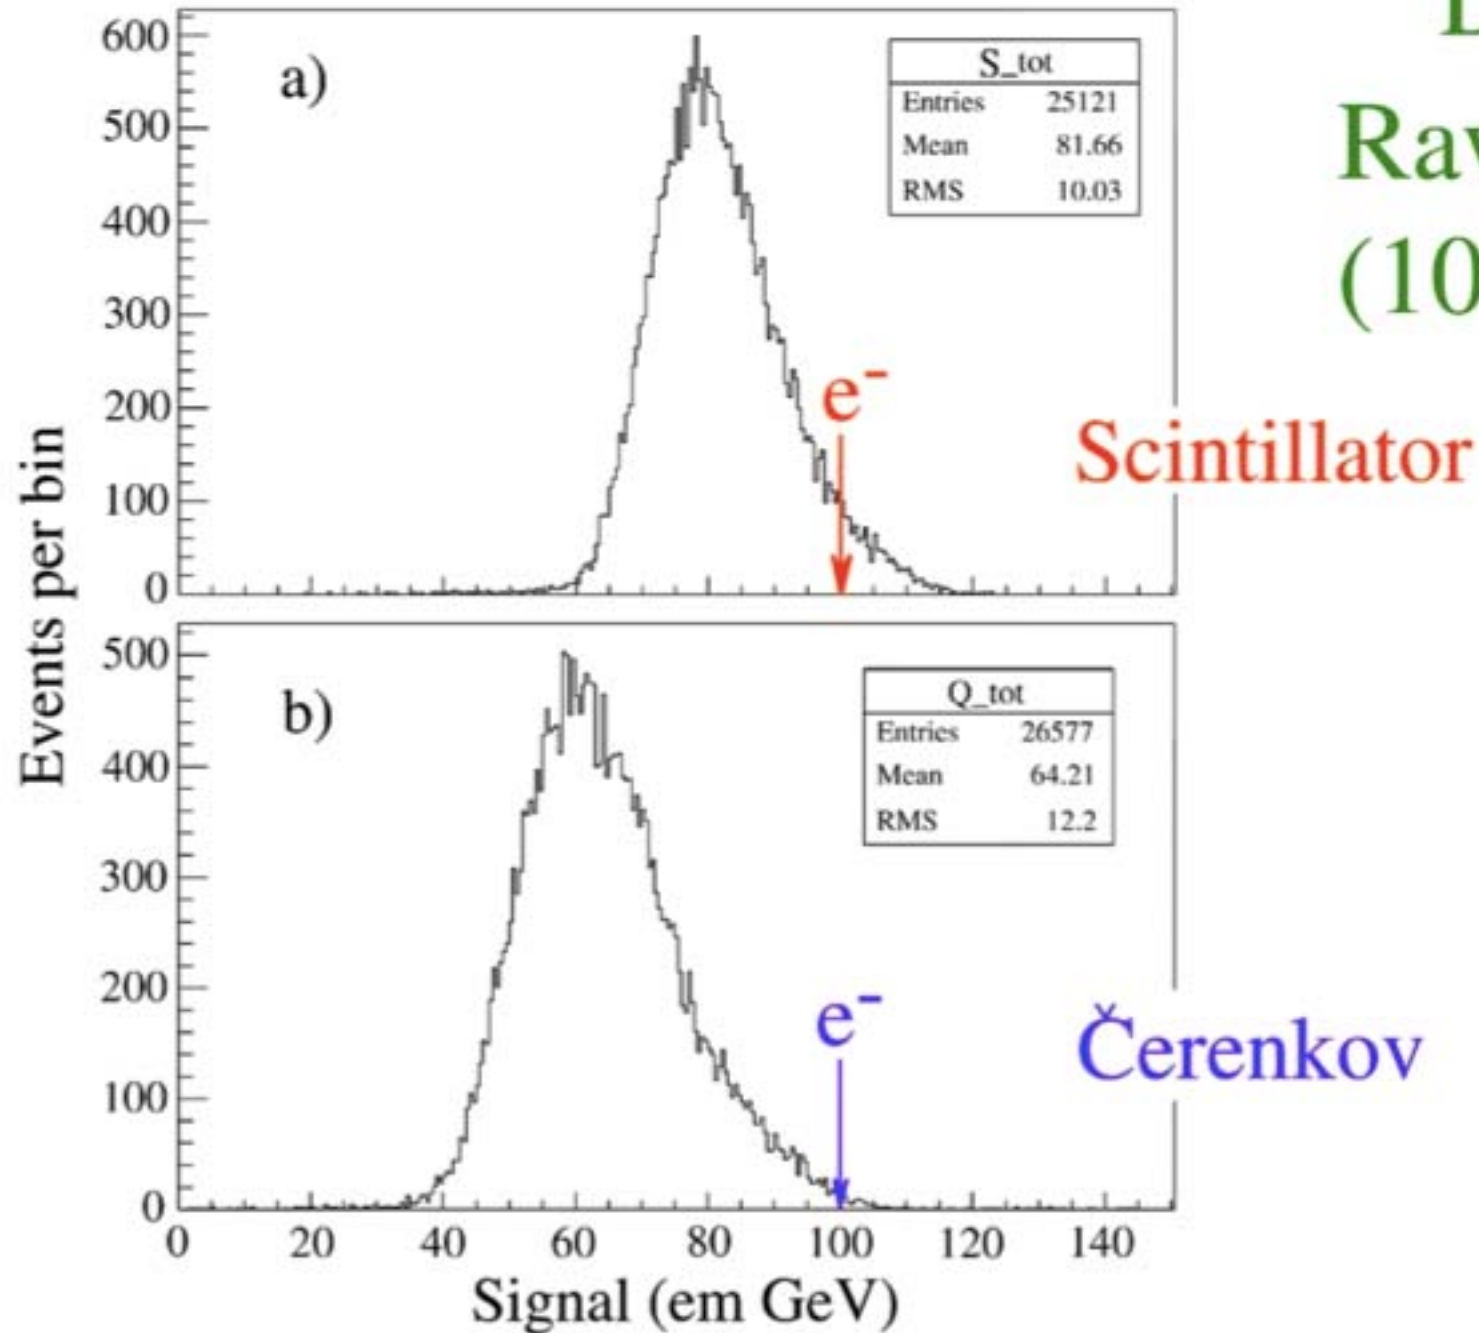 600
500
400
300
200
100
0
a)
S_tot
Entries 25121
Mean 81.66
RMS 10.03
e-
Scintillator
(10
Events per bin
500
400
300
200
100
0
b)
Q_tot
Entries 26577
Mean 64.21
RMS 12.2
e-
Čerenkov
0 20 40 60 80 100 120 140
Signal (em GeV)